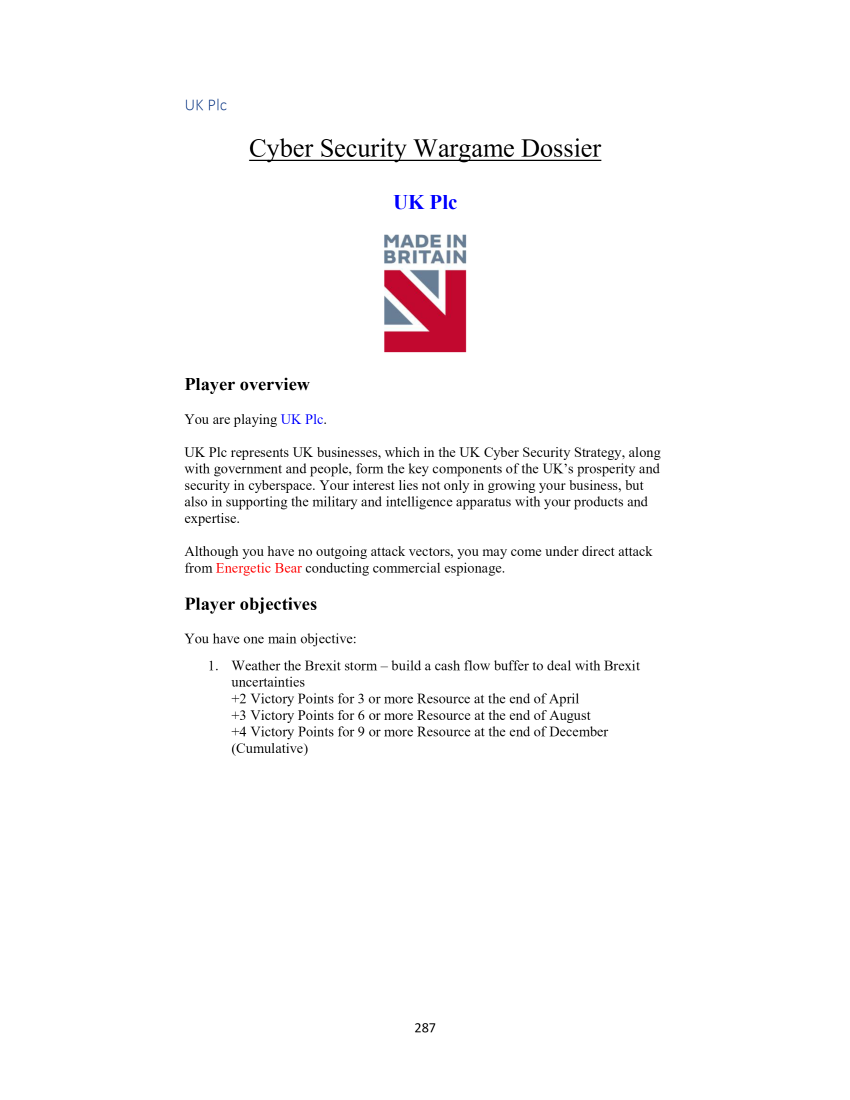 UK Plc
Cyber Security Wargame Dossier
UK Plc
MADE IN
BRITAIN
Player overview
You are playing UK Plc.
UK Plc represents UK businesses, which in the UK Cyber Security Strategy, along
with government and people, form the key components of the UK’s prosperity and
security in cyberspace. Your interest lies not only in growing your business, but
also in supporting the military and intelligence apparatus with your products and
expertise.
Although you have no outgoing attack vectors, you may come under direct attack
from Energetic Bear conducting commercial espionage.
Player objectives
You have one main objective:
1. Weather the Brexit storm – build a cash flow buffer to deal with Brexit
uncertainties
+2 Victory Points for 3 or more Resource at the end of April
+3 Victory Points for 6 or more Resource at the end of August
+4 Victory Points for 9 or more Resource at the end of December
(Cumulative)
287